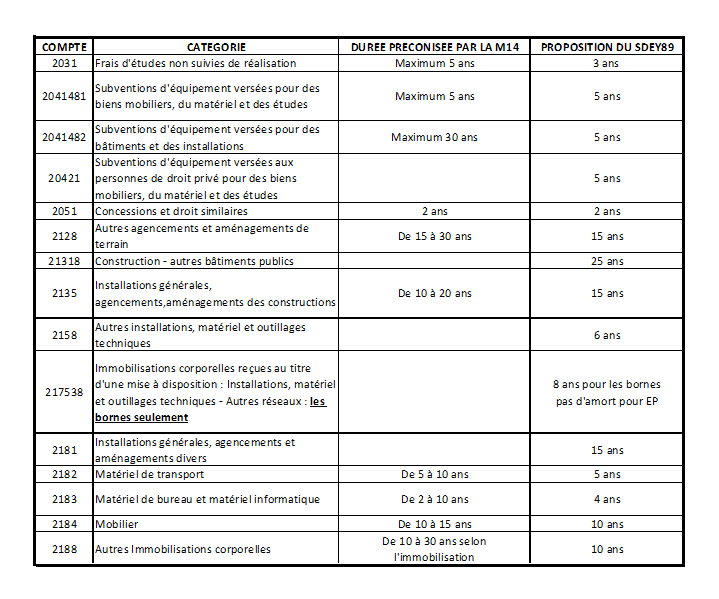 COMPTE CATEGORIE DUREE PRECONISEE PAR LA M14 PROPOSITION DU SDEY89
2031 Frais d'études non suivies de réalisation Maximum 5 ans 3 ans
2041481 Subventions d'équipement versées pour des
biens mobiliers, du matériel et des études Maximum 5 ans 5 ans
2041482 Subventions d'équipement versées pour des
bâtiments et des installations Maximum 30 ans 5 ans
Subventions d'équipement versées aux
20421 personnes de droit privé pour des biens 5 ans
mobiliers, du matériel et des études
2051 Concessions et droit similaires 2 ans 2 ans
2128 Autres agencements et aménagements de
terrain De 15 à 30 ans 15 ans
21318 Construction - autres bâtiments publics 25 ans
2135 Installations générales,
agencements,aménagements des constructions De 10 à 20 ans 15 ans
2158 Autres installations, matériel et outillages
techniques 6 ans
Immobilisations corporelles reçues au titre
217538 d'une mise à disposition : Installations, matériel 8 ans pour les bornes
et outillages techniques - Autres réseaux : les pas d'amort pour EP
bornes seulement
2181 Installations générales, agencements et
aménagements divers 15 ans
2182 Matériel de transport De 5 à 10 ans 5 ans
2183 Matériel de bureau et matériel informatique De 2 à 10 ans 4 ans
2184 Mobilier De 10 à 15 ans 10 ans
2188 Autres Immobilisations corporelles De 10 à 30 ans selon
l'immobilisation 10 ans